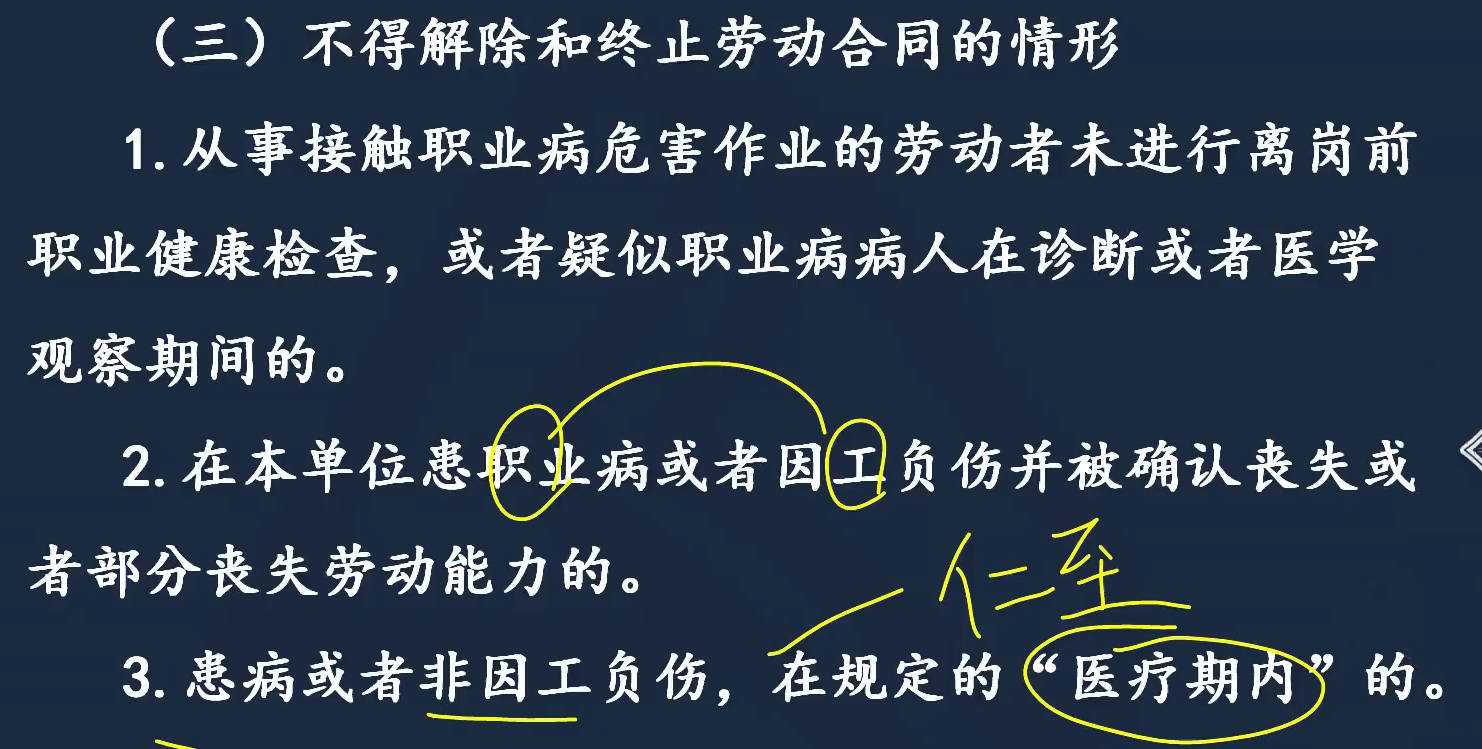 （三）不得解除和终止劳动合同的情形
1.从事接触职业病危害作业的劳动者未进行离岗前
职业健康检查，或者疑似职业病病人在诊断或者医学
观察期间的。
2.在本单位患职业病或者因工负伤并被确认丧失或
者部分丧失劳动能力的。
仁至
3.患病或者非因工负伤，在规定的“医疗期内”的。